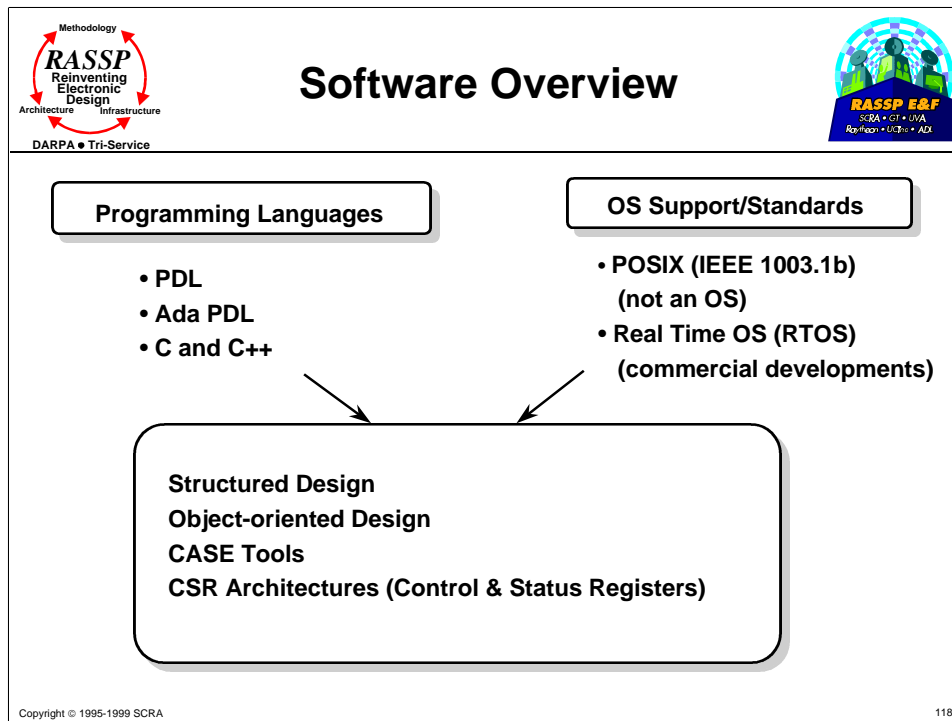 Methodology
RASSP
Reinventing
Electronic
Design
Architecture Infrastructure
DARPA • Tri-Service
Software Overview
RASSP E&F
SCRA • GT • UVA
Raytheon • UCinc • ADL
Programming Languages
• PDL
• Ada PDL
• C and C++
OS Support/Standards
• POSIX (IEEE 1003.1b)
(not an OS)
• Real Time OS (RTOS)
(commercial developments)
Structured Design
Object-oriented Design
CASE Tools
CSR Architectures (Control & Status Registers)
Copyright © 1995-1999 SCRA
118